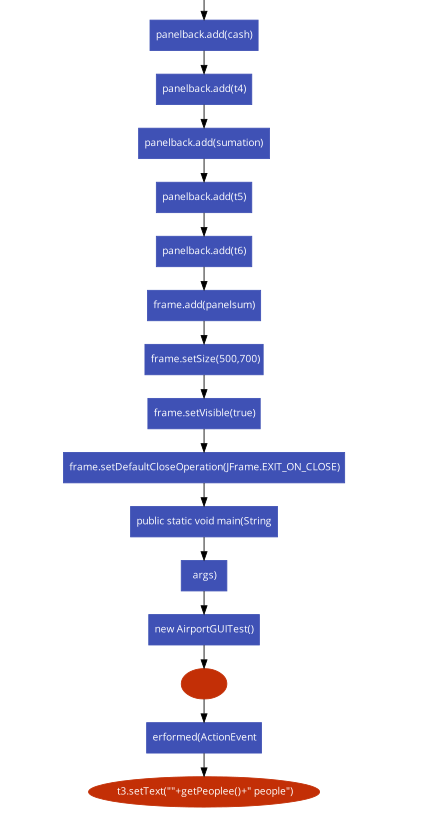 panelback.add(cash)
panelback.add(t4)
panelback.add(sumation)
panelback.add(t5)
panelback.add(t6)
frame.add(panelsum)
frame.setSize(500,700)
frame.setVisible(true)
frame.setDefaultCloseOperation(JFrame.EXIT_ON_CLOSE)
public static void main(String
args)
new AirportGUITest()
erformed(ActionEvent
t3.setText(""+getPeoplee()+" people")